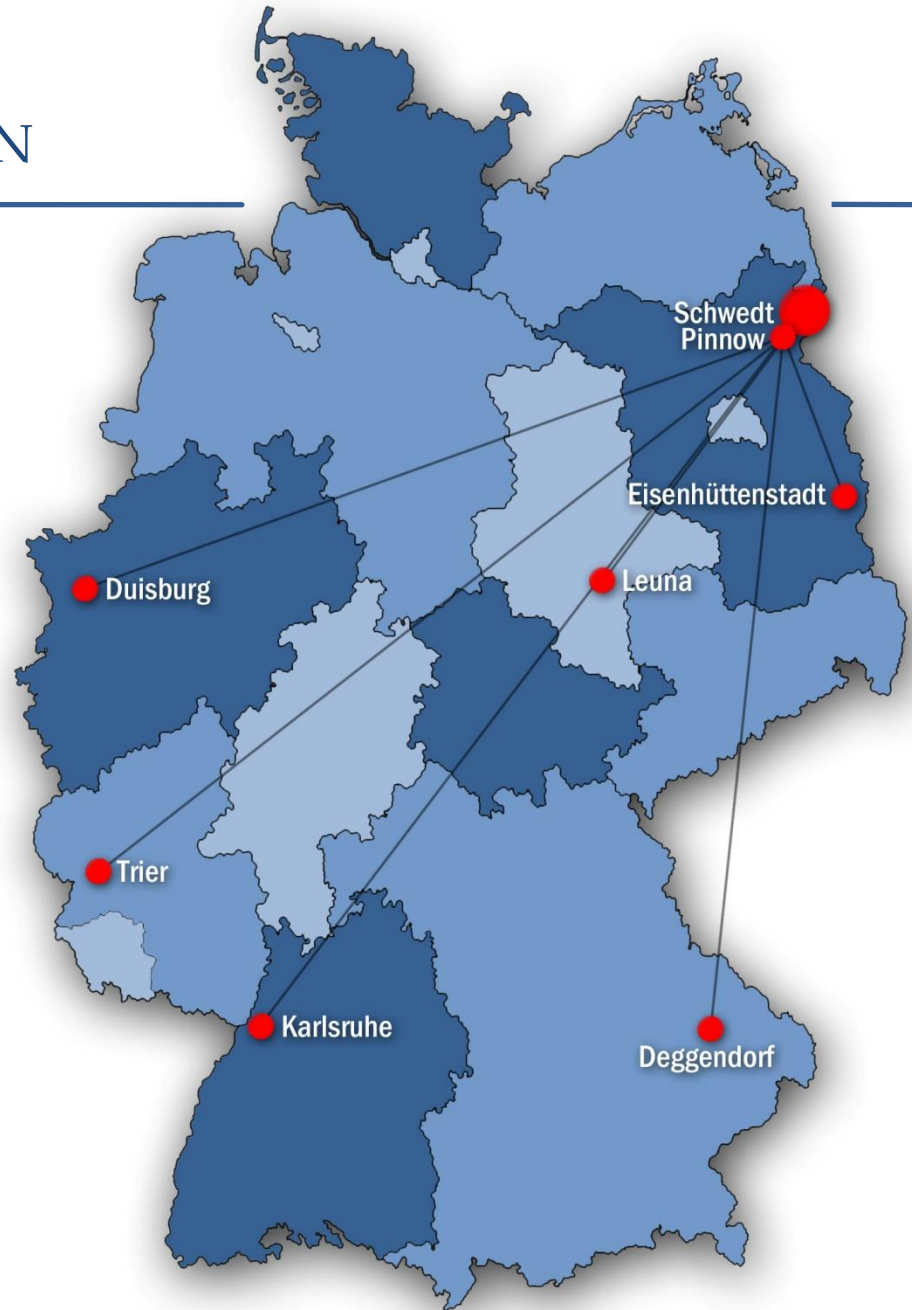 N
Schwedt
Pinnow
Eisenhüttenstadt
Duisburg
Leuna
Trier
Karlsruhe
Deggendorf